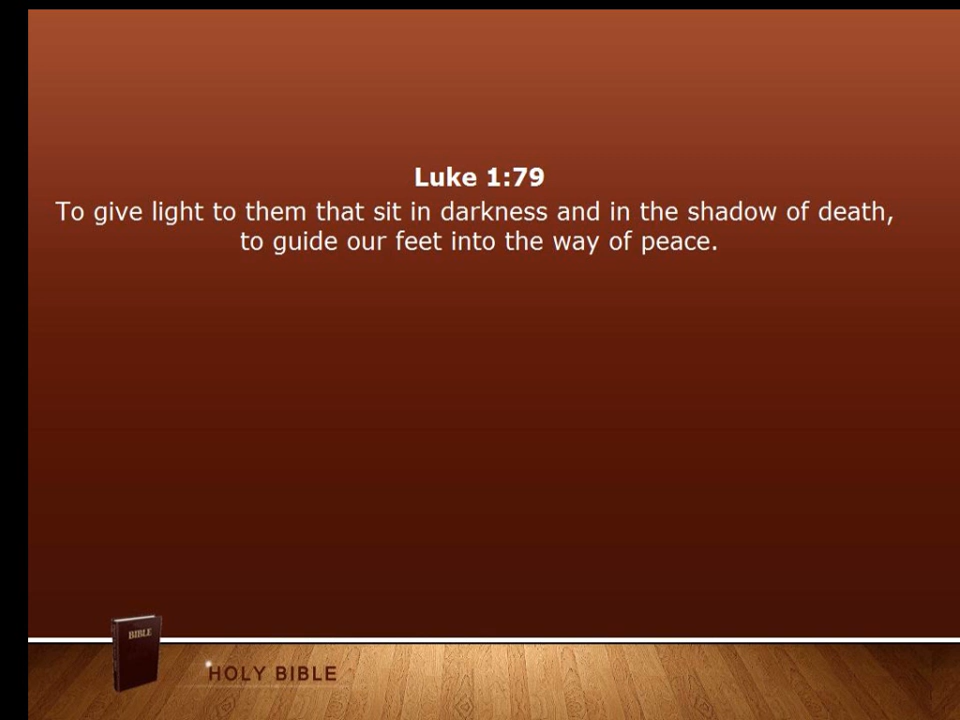 Luke 1:79
To give light to them that sit in darkness and in the shadow of death,
to guide our feet into the way of peace.
BIBLE
HOLY BIBLE